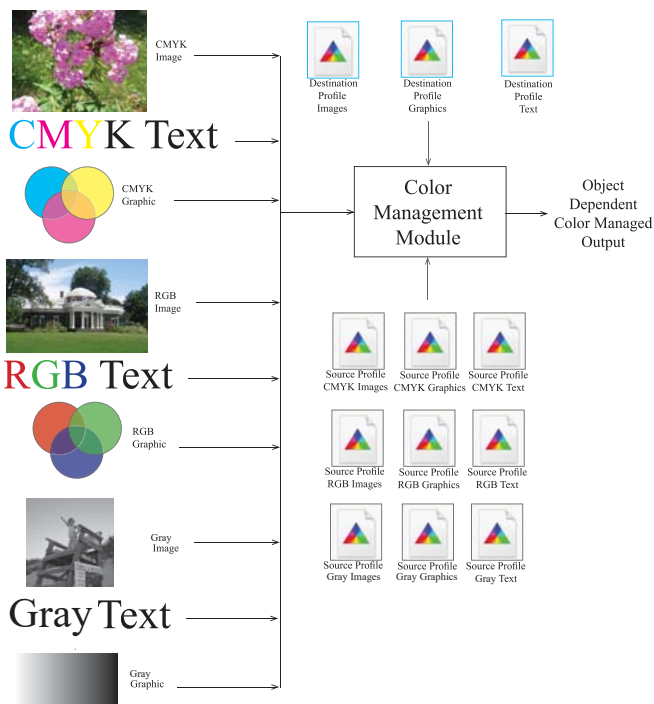 CMYK
Image
CMYK Text
CMYK
Graphic
RGB
Image
RGB Text
RGB
Graphic
Gray
Image
Gray Text
Gray
Graphic
Destination
Profile
Images
Destination
Profile
Graphics
Destination
Profile
Text
Color
Management
Module
Object
Dependent
Color Managed
Output
Source Profile
CMYK Images
Source Profile
CMYK Graphics
Source Profile
CMYK Text
Source Profile
RGB Images
Source Profile
RGB Graphics
Source Profile
RGB Text
Source Profile
Gray Images
Source Profile
Gray Graphics
Source Profile
Gray Text